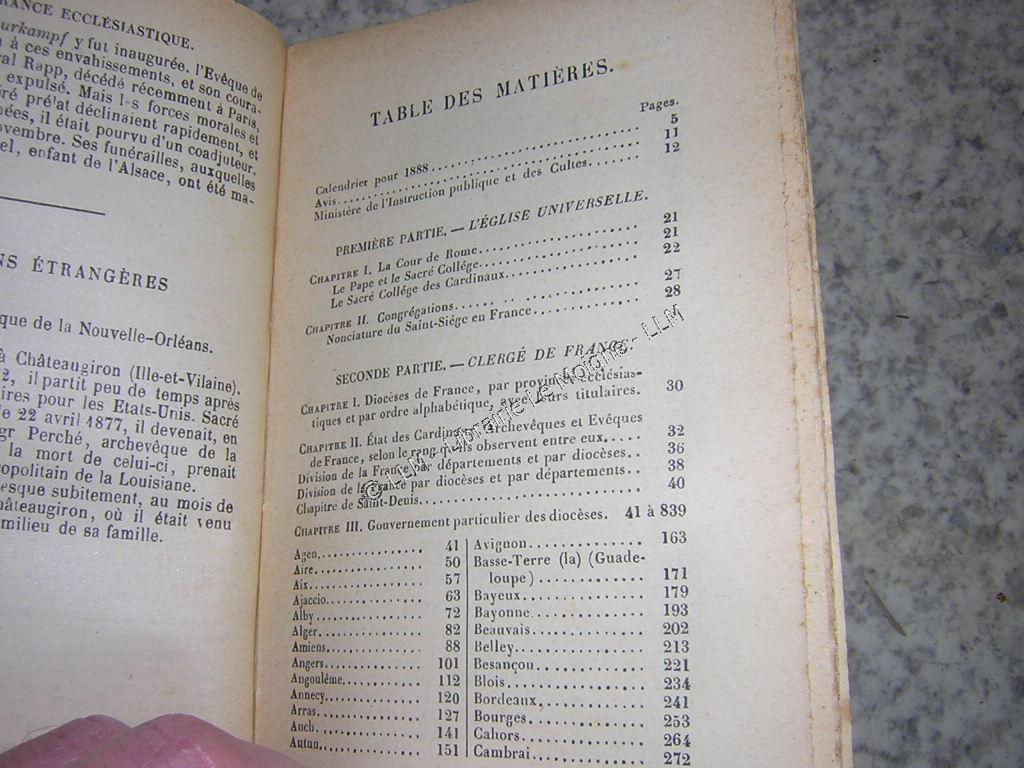 RANCE ECCLÉSIASTIQUE.
urkampf y fut inaugurée. l'Evêque de
à ces envahissements, et son coura-
al Rapp, décédé récemment à Paris,
expulsé. Mais l-s forces morales et
ré pré'at déclinaient rapidement, et
nées, il était pourvu d'un coadjuteur.
ovembre. Ses funérailles, auxquelles
el, enfant de l'Alsace, ont été ma-
NS ÉTRANGÈRES
que de la Nouvelle-Orléans.
à Châteaugiron (Ille-et-Vilaine).
2, il partit peu de temps après
ires pour les Etats-Unis. Sacré
e 22 avril 1877, il devenait, en
gr Perché, archevêque de la
la mort de celui-ci, prenait
opolitain de la Louisiane.
esque subitement, au mois de
hâteaugiron, où il était venu
milieu de sa famille.
TABLE DES MATIÈRES.
Pages.
Calendrier pour 1888 5
Avis 11
Ministère de l'Instruction publique et des Cultes 12
PREMIÈRE PARTIE. — L'ÉGLISE UNIVERSELLE.
CHAPITRE I. La Cour de Rome 21
Le Pape et le Sacré Collége 21
Le Sacré Collége des Cardinaux 22
CHAPITRE II. Congrégations 27
Nonciature du Saint-Siége en France 28
SECONDE PARTIE. — CLERGÉ DE FRANCE.
CHAPITRE I. Diocèses de France, par provinces ecclésias-
tiques et par ordre alphabétique, avec leurs titulaires. 30
CHAPITRE II. État des Cardinaux, Archevêques et Evêques
de France, selon le rang qu'ils observent entre eux, 32
Division de la France par départements et par diocèses 36
Division de la France par diocèses et par départements 38
Chapitre de Saint-Denis 40
CHAPITRE III. Gouvernement particulier des diocèses. 41 à 839
Agen 41
Aire 50
Aix 57
Ajaccio 63
Alby 72
Alger 82
Amiens 88
Angers 101
Angoulême 112
Annecy 120
Arras 127
Auch 141
Autun 151
Avignon 163
Basse-Terre (la) (Guade-
loupe) 171
Bayeux 179
Bayonne 193
Beauvais 202
Belley 213
Besançon 221
Blois 234
Bordeaux, 241
Bourges 253
Cahors 264
Cambrai 272
© LLM - Librairie Le Moigne - LLM